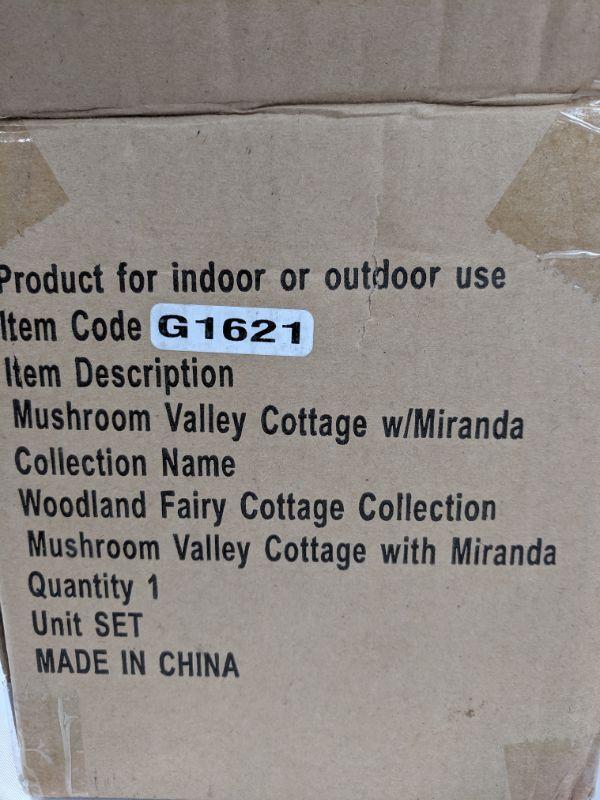 Product for indoor or outdoor use
Item Code G1621
Item Description
Mushroom Valley Cottage w/Miranda
Collection Name
Woodland Fairy Cottage Collection
Mushroom Valley Cottage with Miranda
Quantity 1
Unit SET
MADE IN CHINA